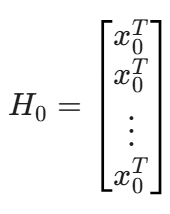 H_0 = \begin{bmatrix} x_0^T \\ x_0^T \\ \vdots \\ x_0^T \end{bmatrix}